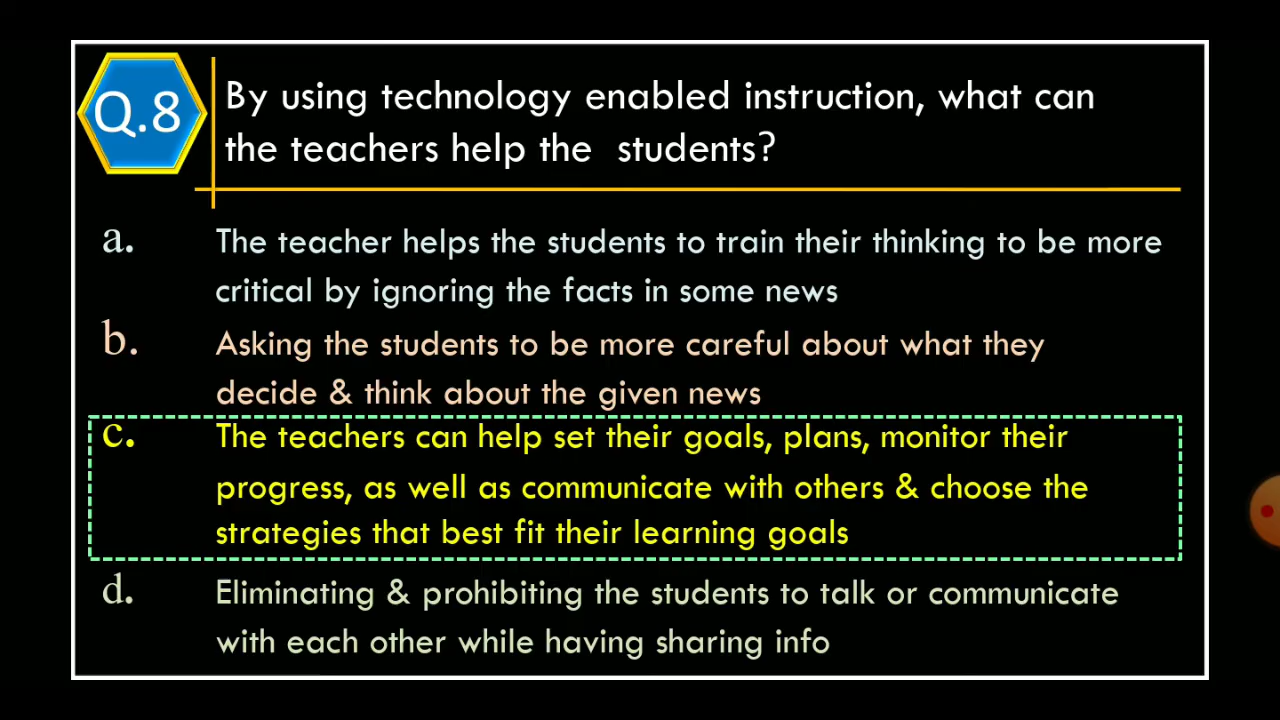 Q.8
By using technology enabled instruction, what can
the teachers help the students?
a. The teacher helps the students to train their thinking to be more
critical by ignoring the facts in some news
b. Asking the students to be more careful about what they
decide & think about the given news
c. The teachers can help set their goals, plans, monitor their
progress, as well as communicate with others & choose the
strategies that best fit their learning goals
d. Eliminating & prohibiting the students to talk or communicate
with each other while having sharing info